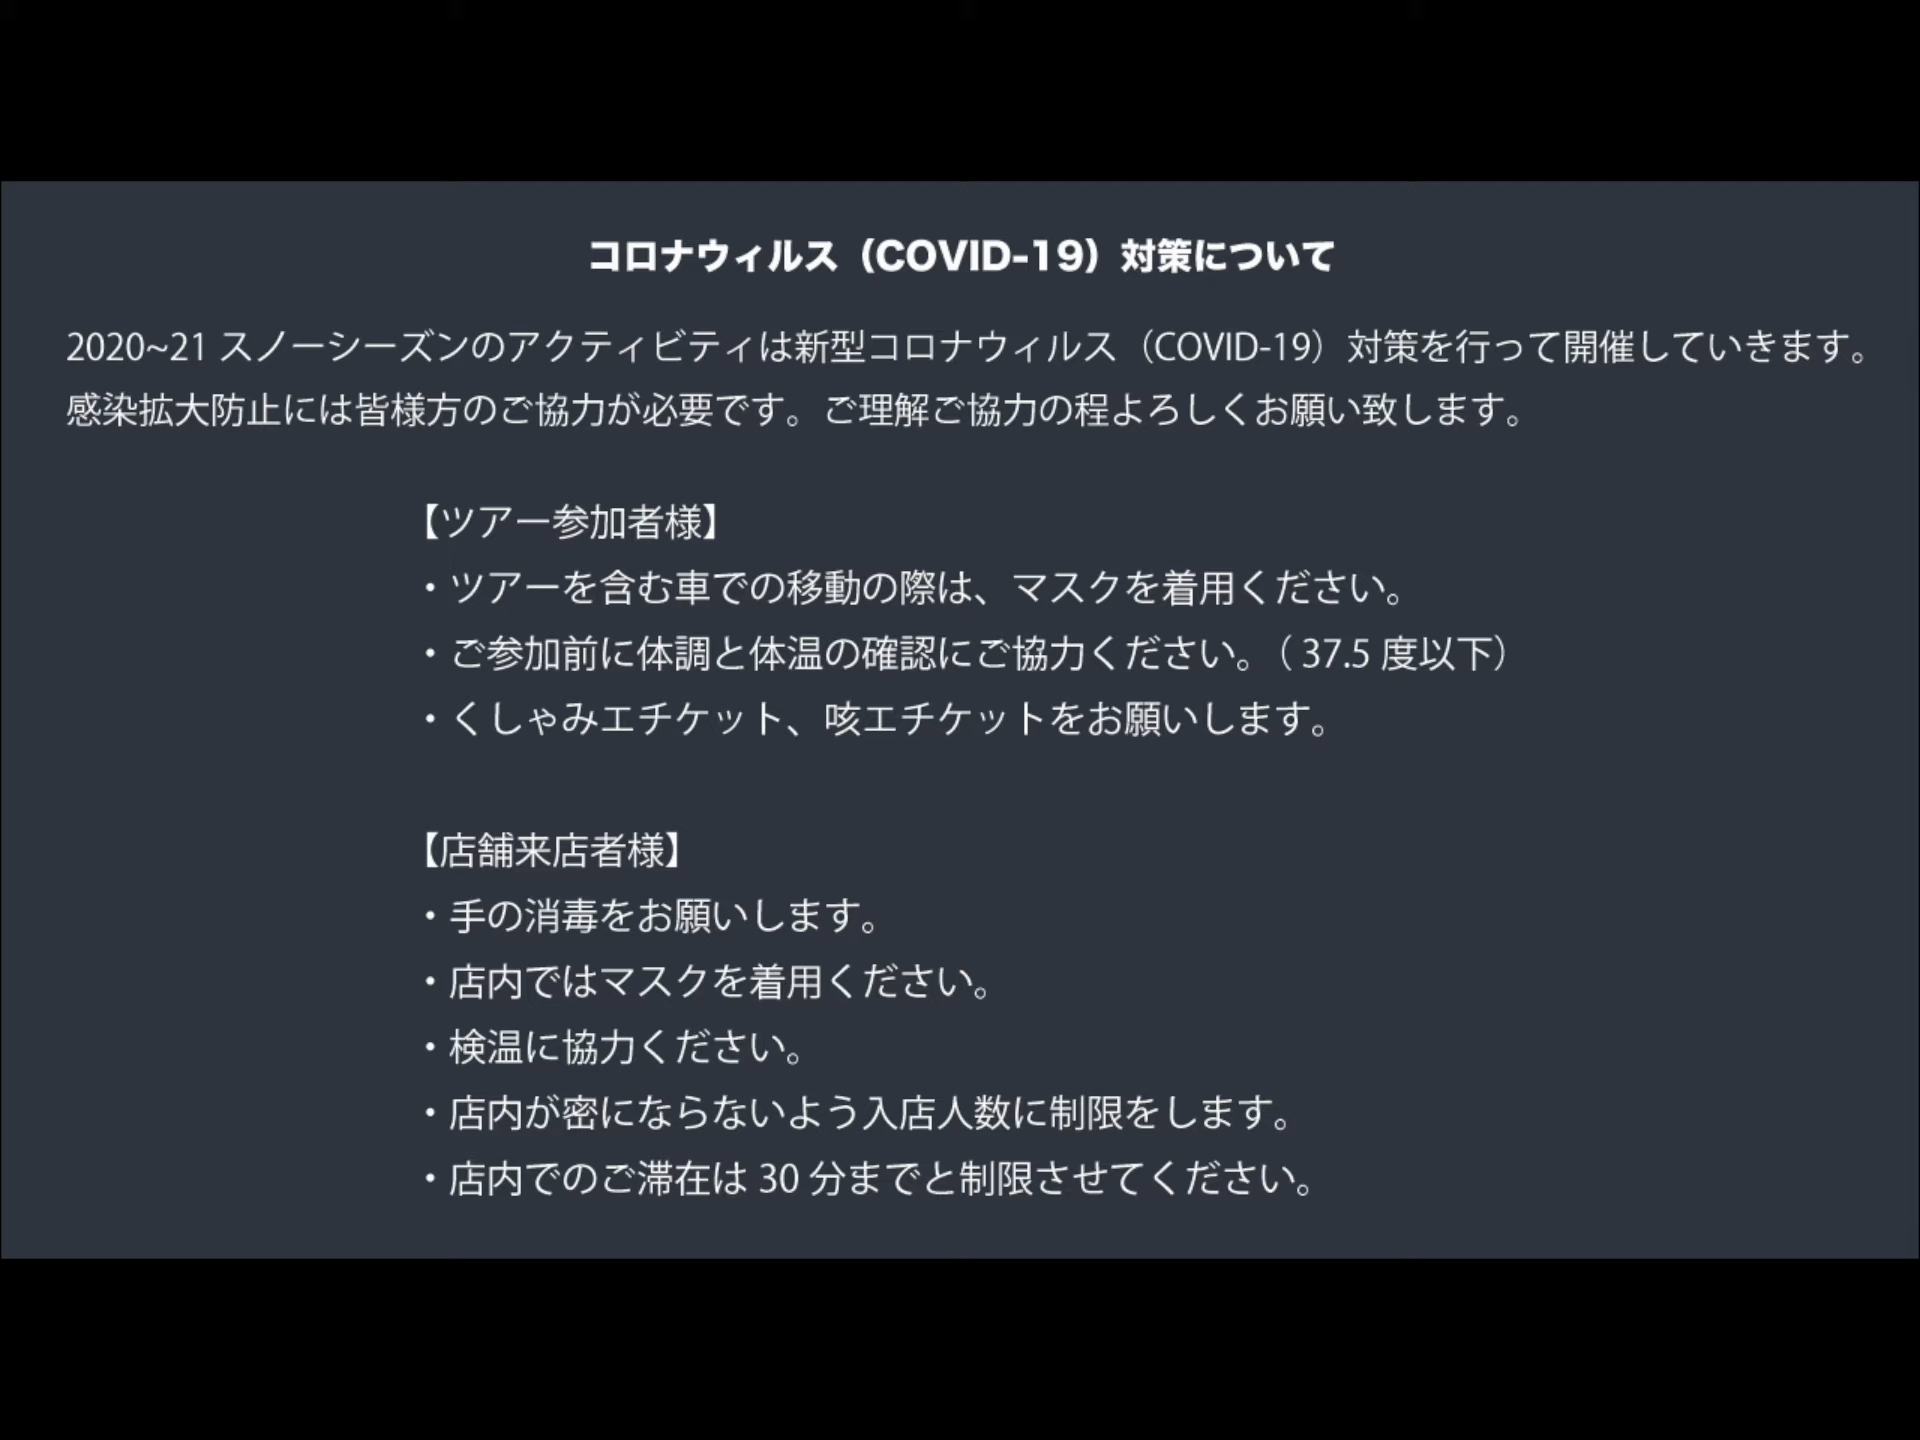 コロナウィルス（COVID-19）対策について
2020~21 スノーシーズンのアクティビティは新型コロナウィルス（COVID-19）対策を行って開催していきます。
感染拡大防止には皆様方のご協力が必要です。ご理解ご協力の程よろしくお願い致します。
【ツアー参加者様】
・ツアーを含む車での移動の際は、マスクを着用ください。
・ご参加前に体調と体温の確認にご協力ください。（ 37.5 度以下）
・くしゃみエチケット、咳エチケットをお願いします。
【店舗来店者様】
・手の消毒をお願いします。
・店内ではマスクを着用ください。
・検温に協力ください。
・店内が密にならないよう入店人数に制限をします。
・店内でのご滞在は 30 分までと制限させてください。